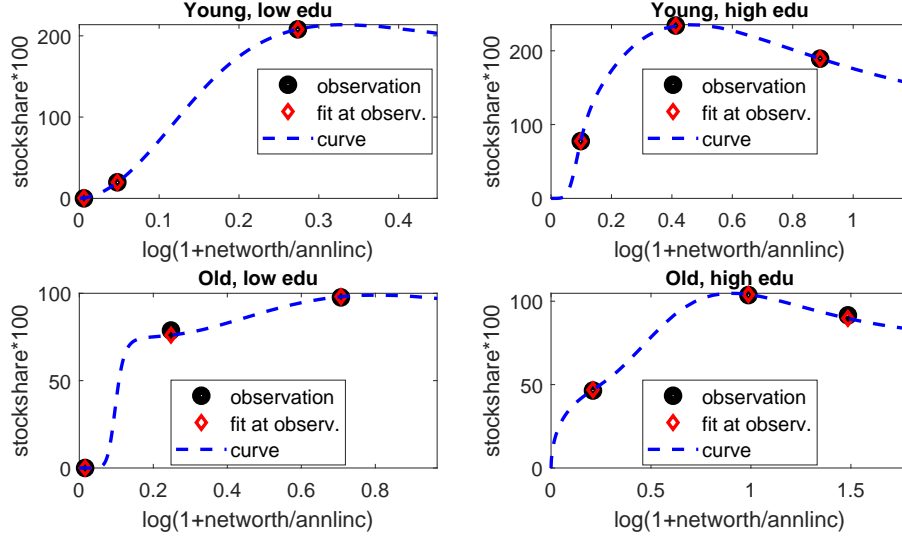 Young, low edu
stockshare*100
200
100
0
observation
fit at observ.
curve
0 0.1 0.2 0.3 0.4
log(1+networth/annlinc)
Young, high edu
stockshare*100
200
100
0
observation
fit at observ.
curve
0 0.2 0.4 0.6 0.8 1
log(1+networth/annlinc)
Old, low edu
stockshare*100
100
50
0
observation
fit at observ.
curve
0 0.2 0.4 0.6 0.8
log(1+networth/annlinc)
Old, high edu
stockshare*100
100
50
0
observation
fit at observ.
curve
0 0.5 1 1.5
log(1+networth/annlinc)